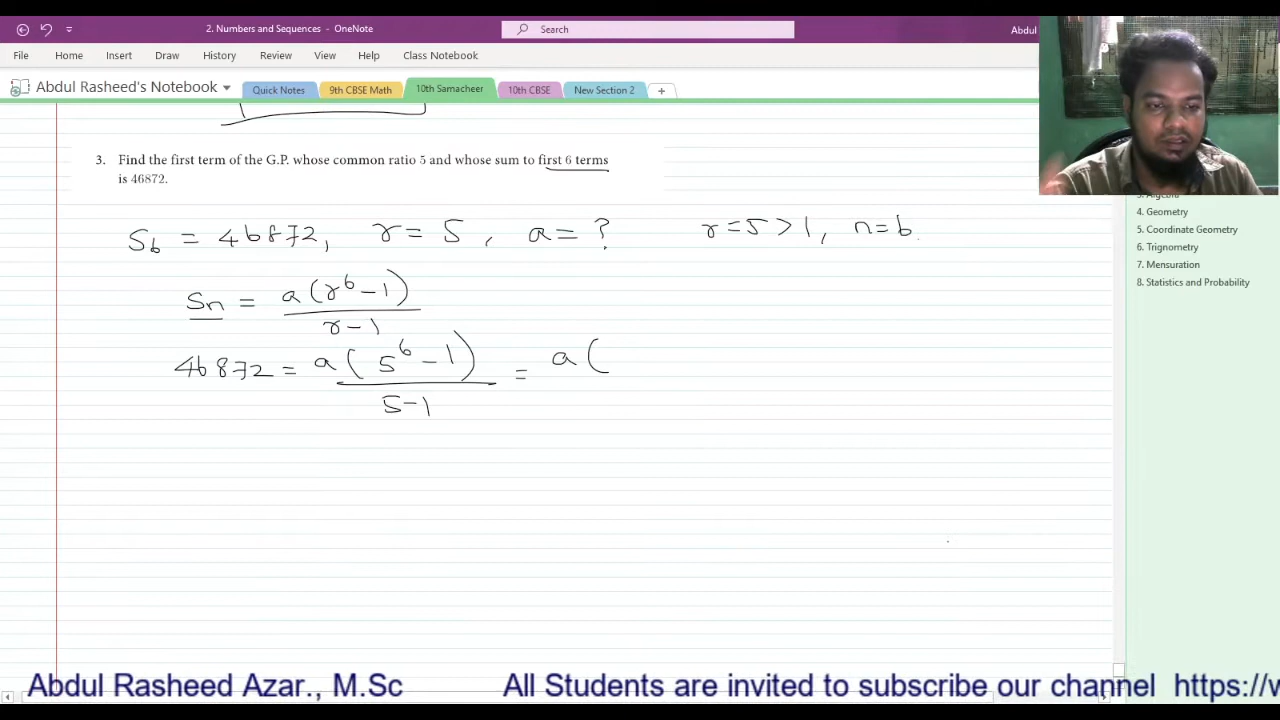 2. Numbers and Sequences - OneNote
Search
Abdul
File Home Insert Draw History Review View Help Class Notebook
Abdul Rasheed's Notebook
Quick Notes 9th CBSE Math 10th Samacheer 10th CBSE New Section 2 +
3. Find the first term of the G.P. whose common ratio 5 and whose sum to first 6 terms
is 46872.
S6 = 46872, r = 5, a = ? r = 5 > 1, n = 6.
Sn = a(r^6 - 1)
r - 1
46872 = a(5^6 - 1) = a(
5 - 1
4. Geometry
5. Coordinate Geometry
6. Trignometry
7. Mensuration
8. Statistics and Probability
Abdul Rasheed Azar., M.Sc All Students are invited to subscribe our channel https://w